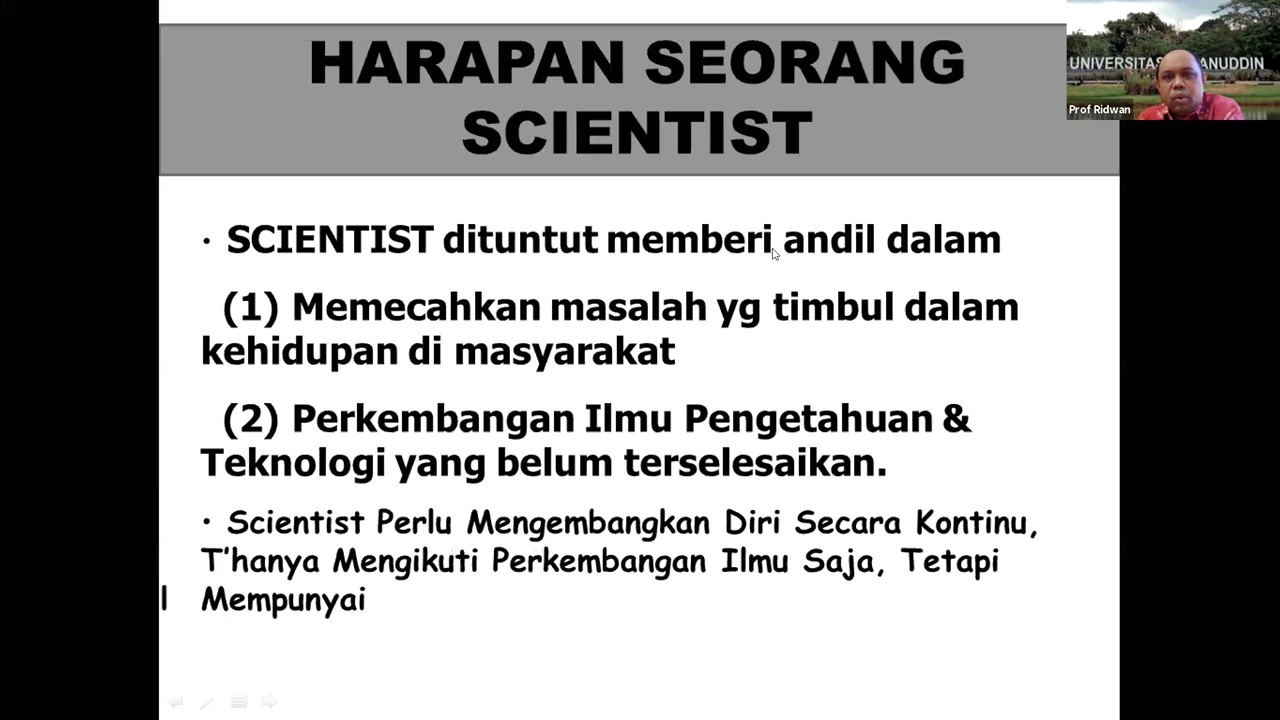 HARAPAN SEORANG
SCIENTIST
UNIVERSITAS ANUDDIN
Prof Ridwan
· SCIENTIST dituntut memberi andil dalam
(1) Memecahkan masalah yg timbul dalam
kehidupan di masyarakat
(2) Perkembangan Ilmu Pengetahuan &
Teknologi yang belum terselesaikan.
· Scientist Perlu Mengembangkan Diri Secara Kontinu,
T'hanya Mengikuti Perkembangan Ilmu Saja, Tetapi
l Mempunyai